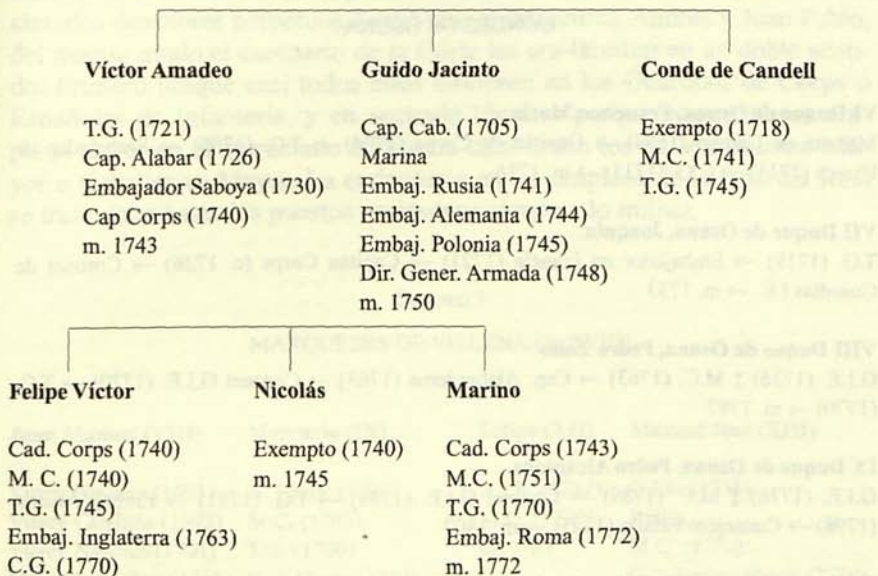 Víctor Amadeo
T.G. (1721)
Cap. Alabar (1726)
Embajador Saboya (1730)
Cap Corps (1740)
m. 1743
Guido Jacinto
Cap. Cab. (1705)
Marina
Embaj. Rusia (1741)
Embaj. Alemania (1744)
Embaj. Polonia (1745)
Dir. Gener. Armada (1748)
m. 1750
Conde de Candell
Exempto (1718)
M.C. (1741)
T.G. (1745)
Felipe Víctor
Cad. Corps (1740)
M. C. (1740)
T.G. (1745)
Embaj. Inglaterra (1763)
C.G. (1770)
Nicolás
Exempto (1740)
m. 1745
Marino
Cad. Corps (1743)
M.C. (1751)
T.G. (1770)
Embaj. Roma (1772)
m. 1772